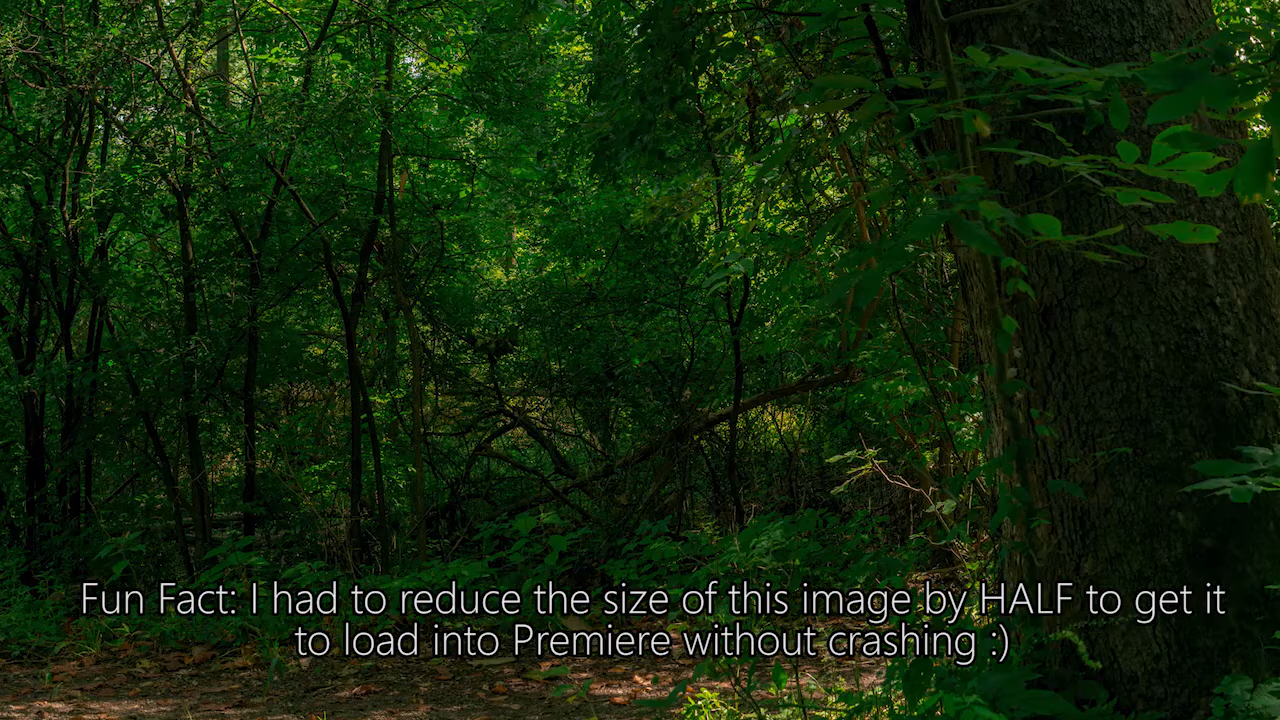 Fun Fact: I had to reduce the size of this image by HALF to get it
to load into Premiere without crashing :)